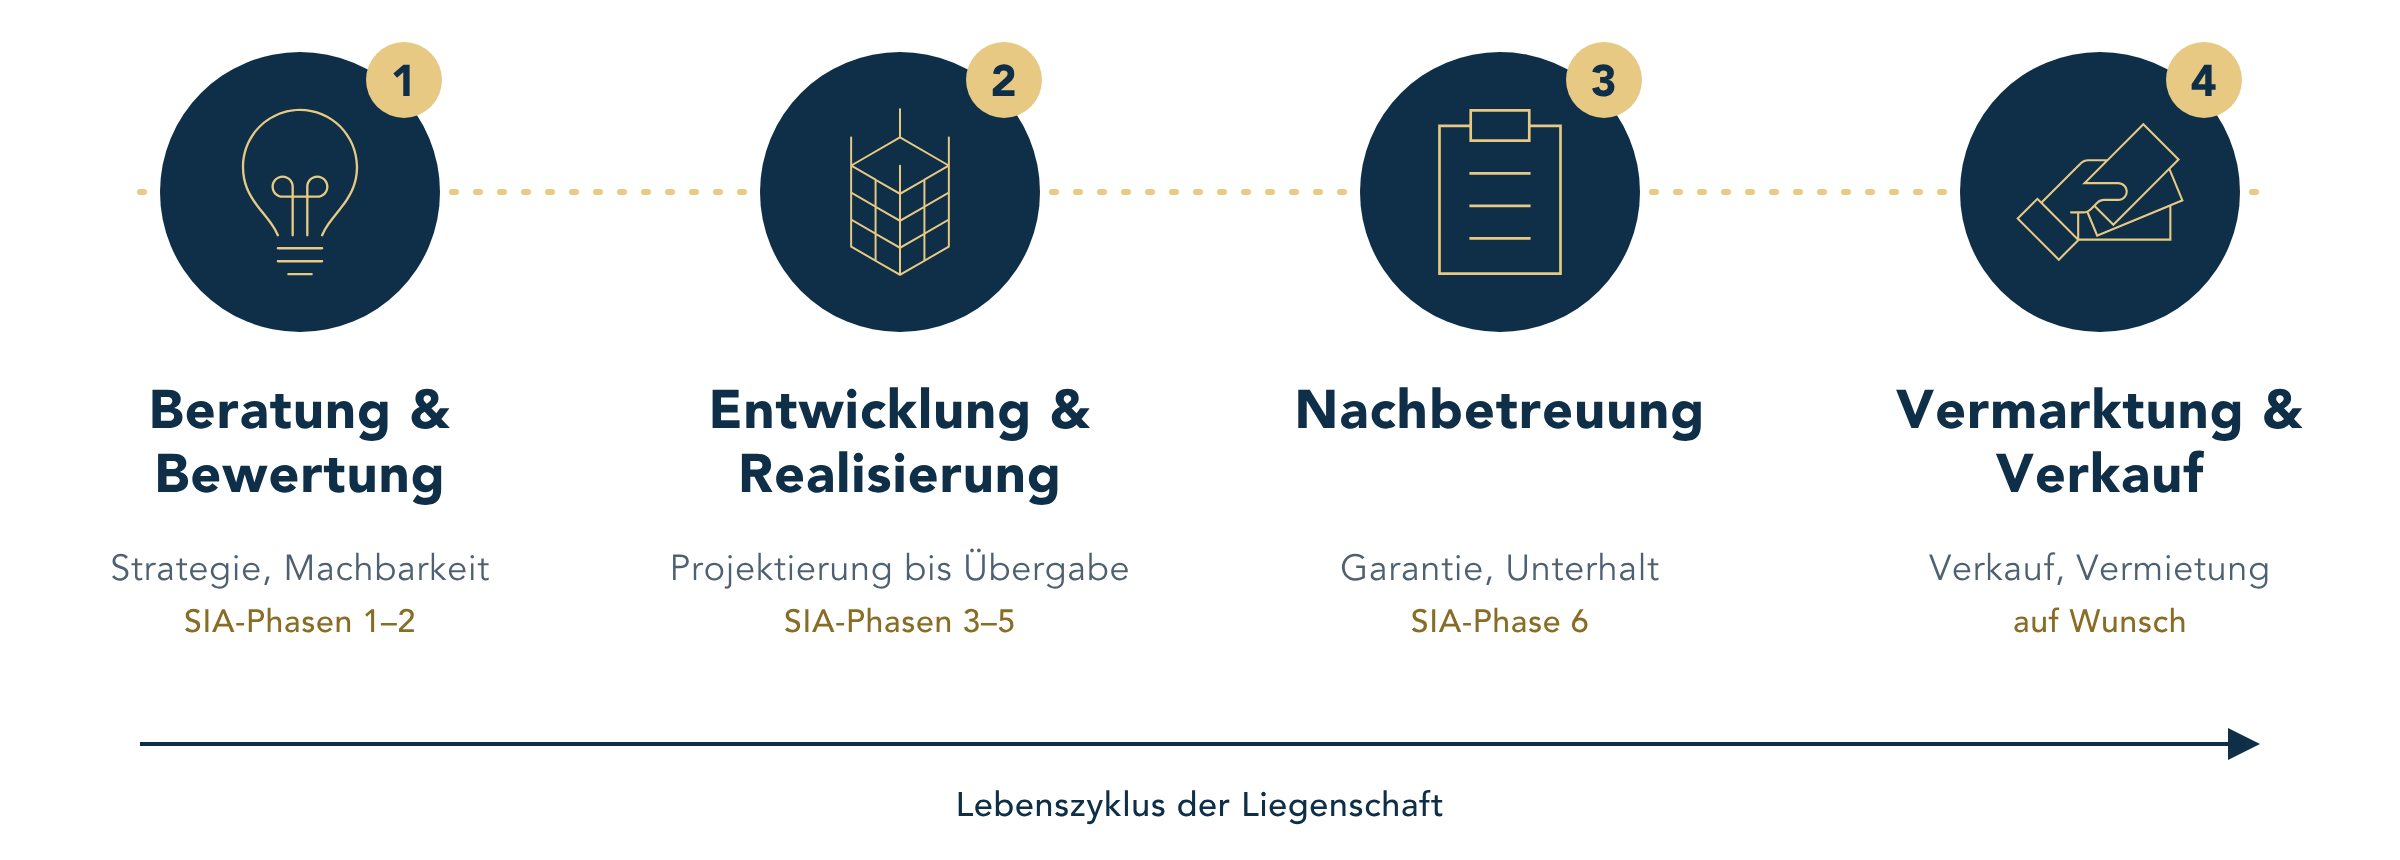 1
2
3
4
Beratung &
Bewertung
Entwicklung &
Realisierung
Nachbetreuung
Vermarktung &
Verkauf
Strategie, Machbarkeit
SIA-Phasen 1–2
Projektierung bis Übergabe
SIA-Phasen 3–5
Garantie, Unterhalt
SIA-Phase 6
Verkauf, Vermietung
auf Wunsch
Lebenszyklus der Liegenschaft